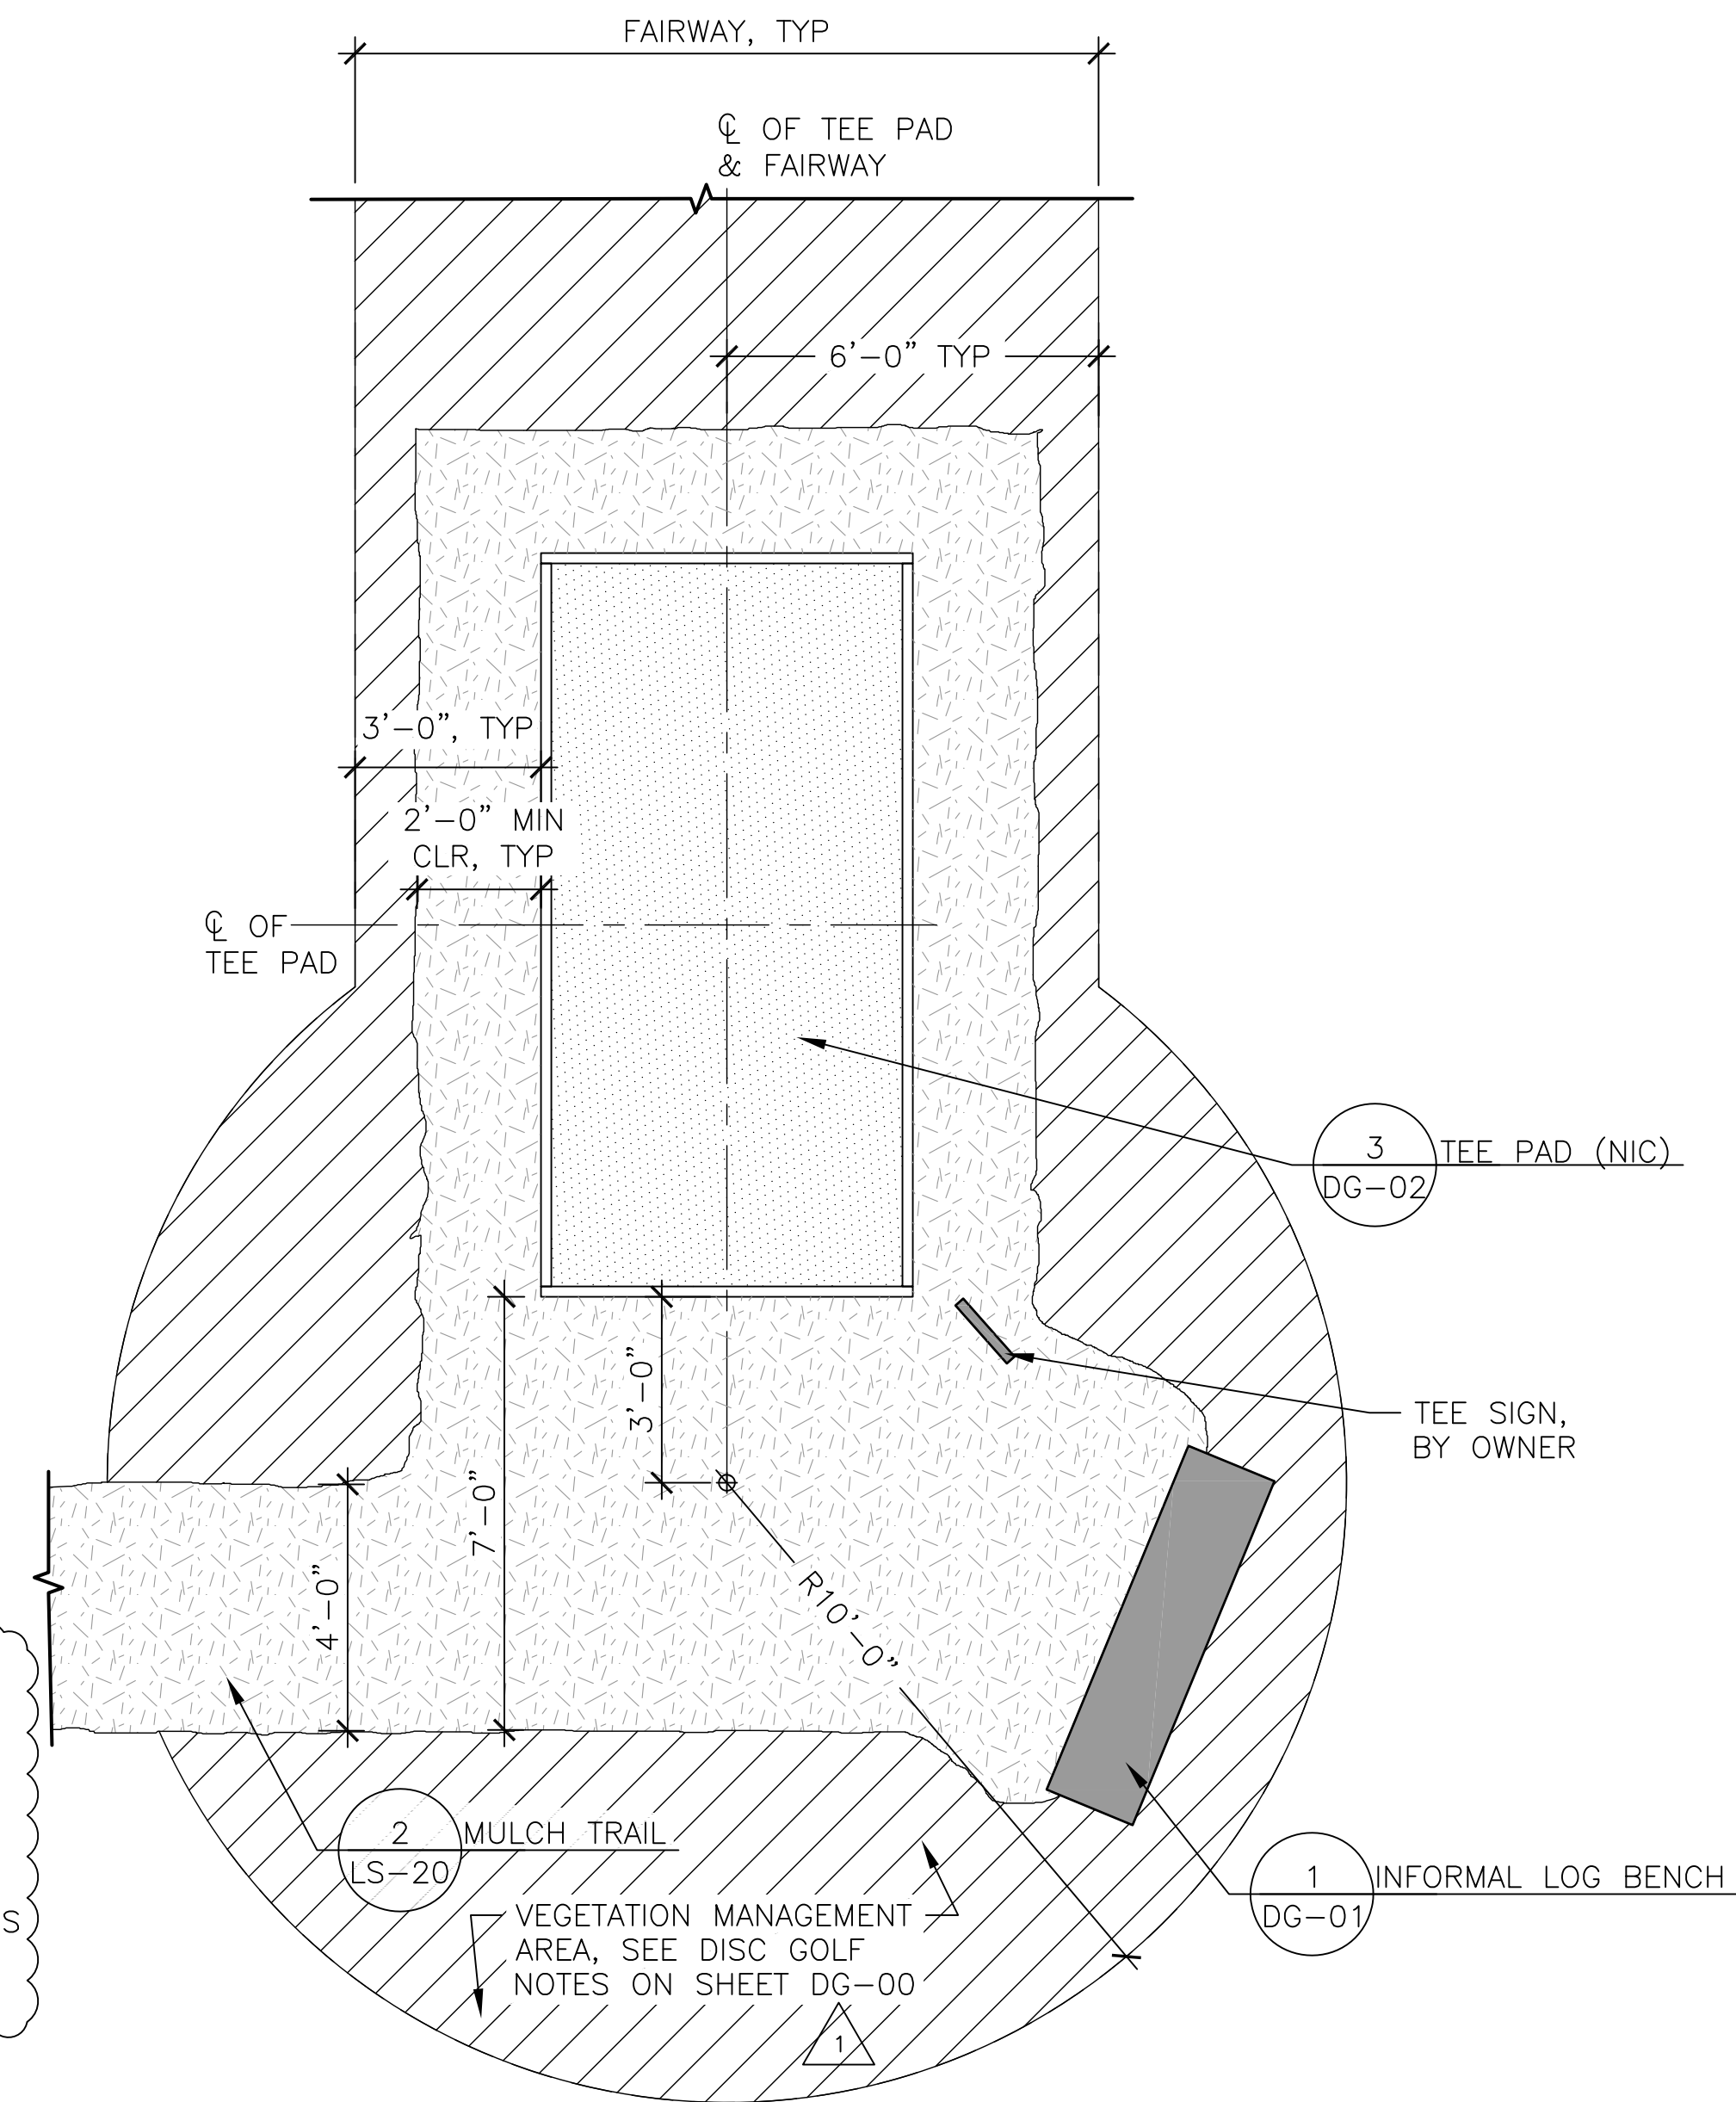 FAIRWAY, TYP
℄ OF TEE PAD
& FAIRWAY
6'-0" TYP
3'-0", TYP
2'-0" MIN
CLR, TYP
℄ OF
TEE PAD
3
DG-02
TEE PAD (NIC)
3'-0"
TEE SIGN,
BY OWNER
7'-0"
4'-0"
R10'-0"
2
LS-20
MULCH TRAIL
1
DG-01
INFORMAL LOG BENCH
S
VEGETATION MANAGEMENT
AREA, SEE DISC GOLF
NOTES ON SHEET DG-00
1